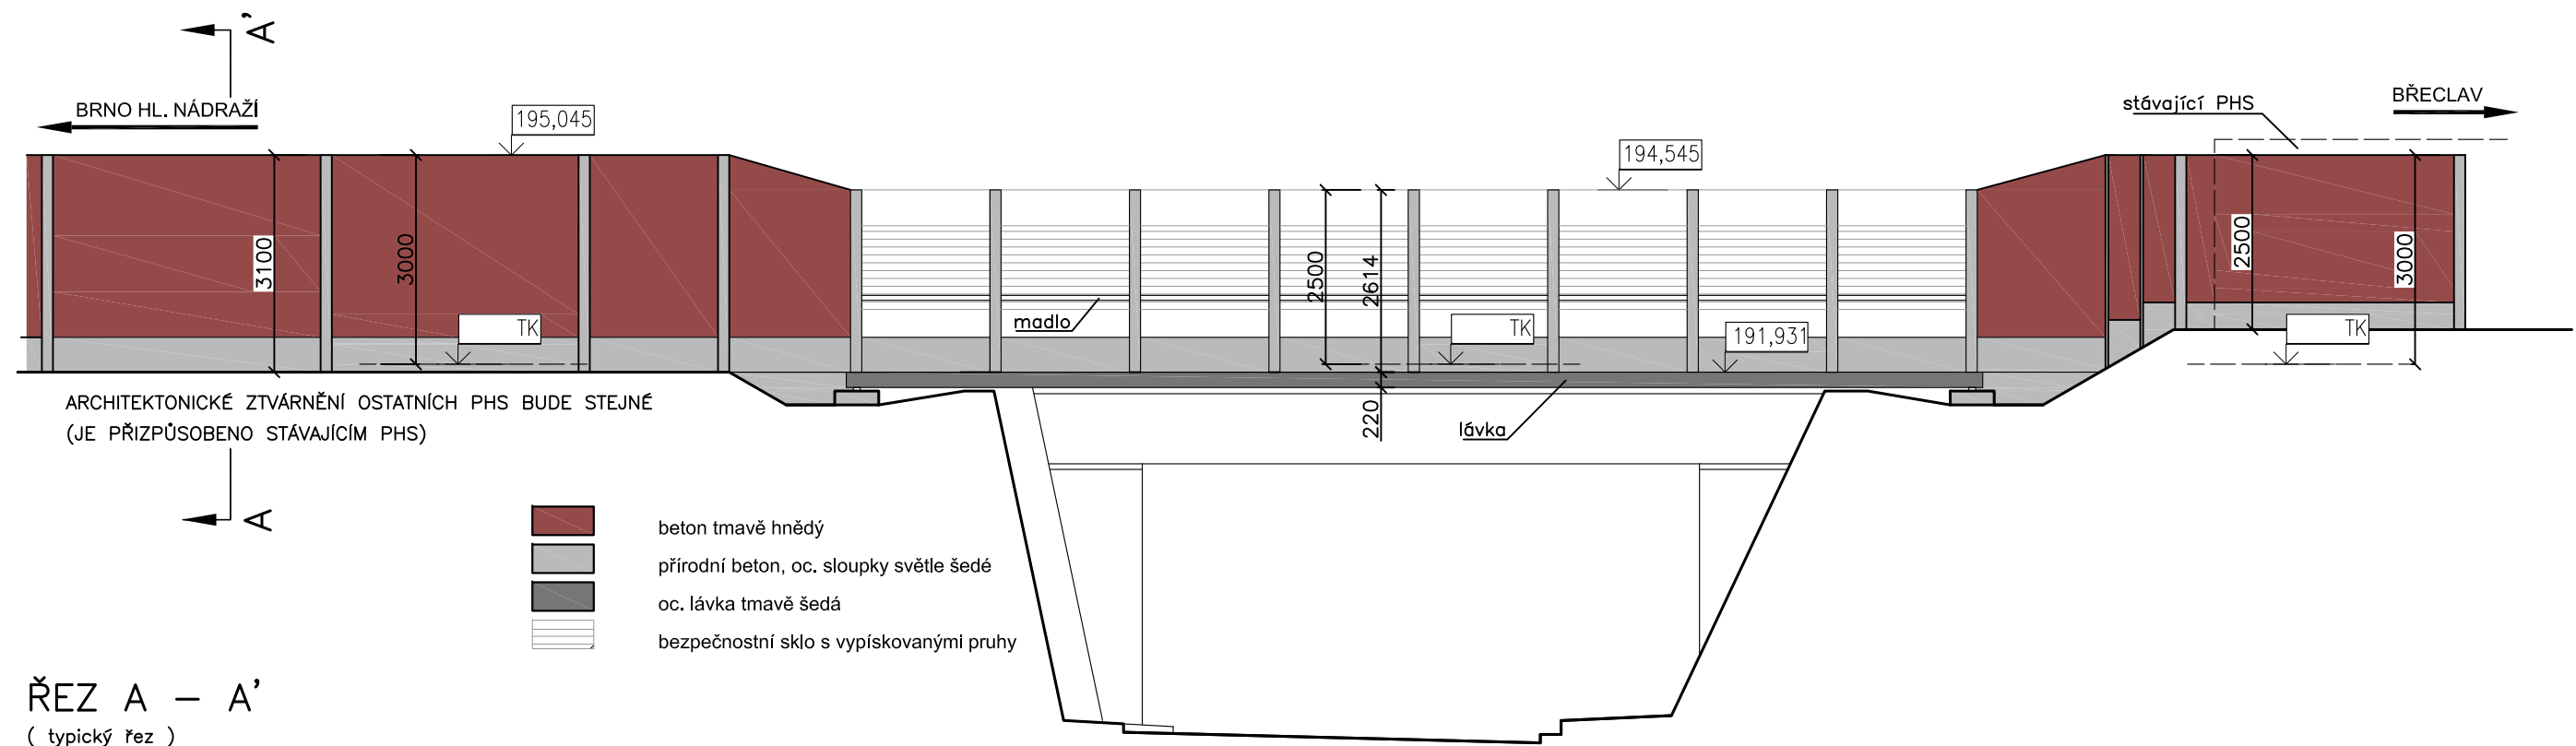 A'
BRNO HL. NÁDRAŽÍ
195,045
194,545
stávající PHS
BŘECLAV
3100
3000
2500
2614
2500
3000
madlo
TK
TK
191,931
TK
220
lávka
ARCHITEKTONICKÉ ZTVÁRNĚNÍ OSTATNÍCH PHS BUDE STEJNÉ
(JE PŘIZPŮSOBENO STÁVAJÍCÍM PHS)
A
beton tmavě hnědý
přírodní beton, oc. sloupky světle šedé
oc. lávka tmavě šedá
bezpečnostní sklo s vypískovanými pruhy
ŘEZ A – A'
( typický řez )